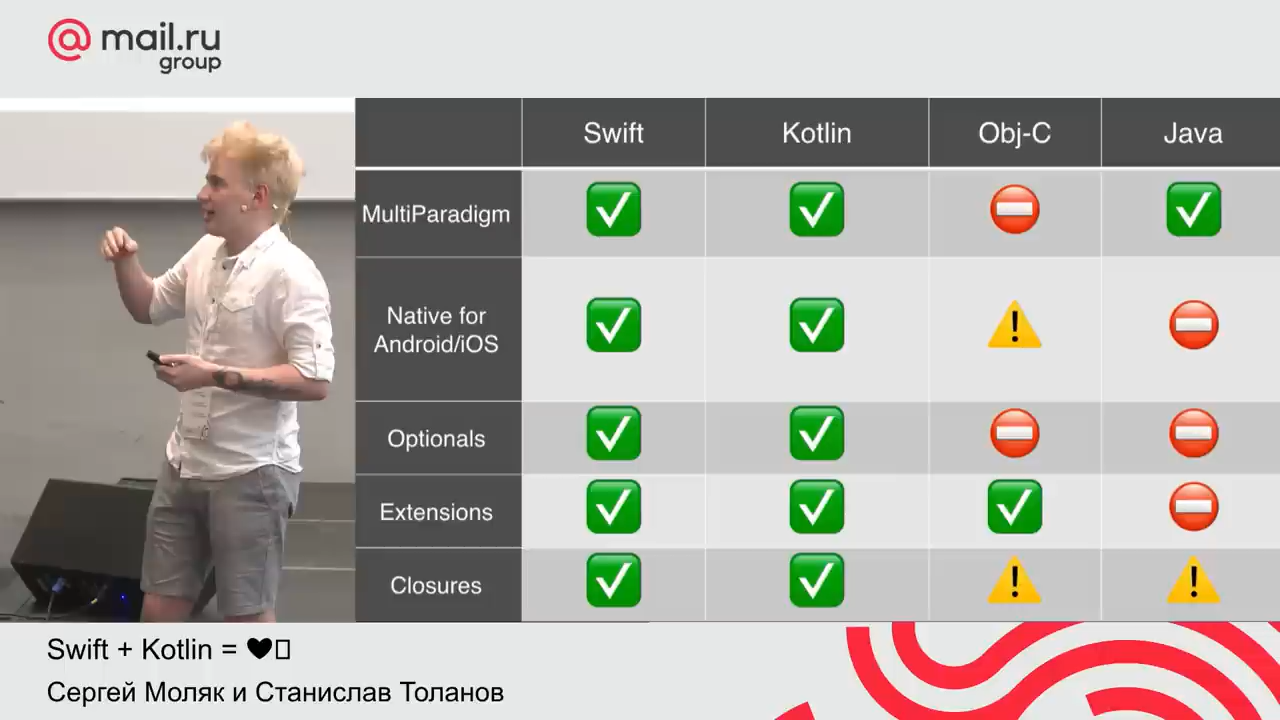 @ mail.ru
group
Swift Kotlin Obj-C Java
MultiParadigm
Native for
Android/iOS
Optionals
Extensions
Closures
Swift + Kotlin = 🖤▯
Сергей Моляк и Станислав Толанов